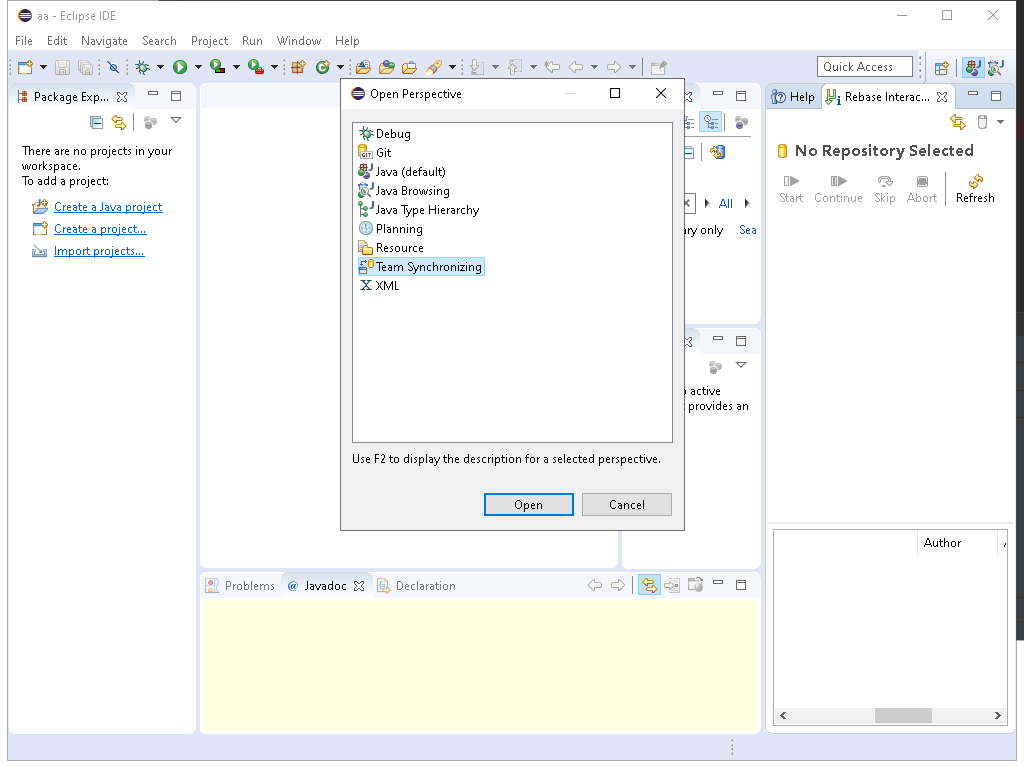 aa - Eclipse IDE
File Edit Navigate Search Project Run Window Help
Quick Access
Package Exp...
There are no projects in your
workspace.
To add a project:
Create a Java project
Create a project...
Import projects...
Open Perspective
Debug
Git
Java (default)
Java Browsing
Java Type Hierarchy
Planning
Resource
Team Synchronizing
XML
Use F2 to display the description for a selected perspective.
Open Cancel
All
ry only Sea
active
provides an
Help Rebase Interac...
No Repository Selected
Start Continue Skip Abort Refresh
Author
Problems @ Javadoc Declaration